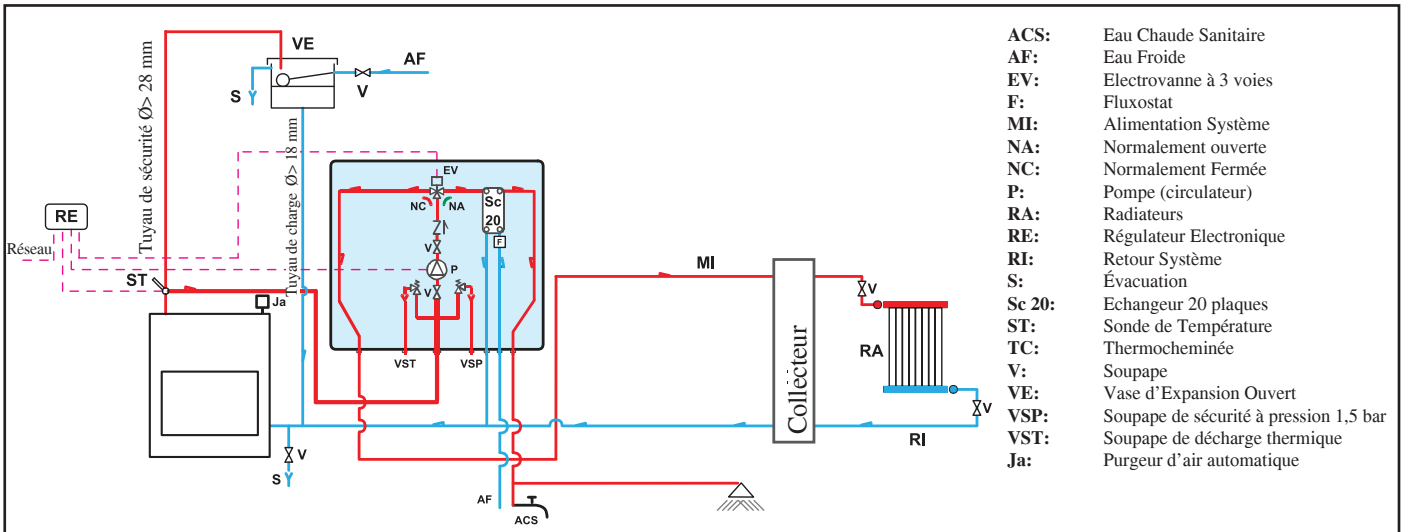 VE
AF
S
V
Tuyau de sécurité Ø> 28 mm
Tuyau de charge Ø> 18 mm
EV
NC
NA
Sc
20
F
V
P
V
RE
Réseau
ST
Ja
VST
VSP
MI
Collecteur
V
RA
V
RI
V
S
AF
ACS
ACS: Eau Chaude Sanitaire
AF: Eau Froide
EV: Electrovanne à 3 voies
F: Fluxostat
MI: Alimentation Système
NA: Normalement ouverte
NC: Normalement Fermée
P: Pompe (circulateur)
RA: Radiateurs
RE: Régulateur Electronique
RI: Retour Système
S: Évacuation
Sc 20: Echangeur 20 plaques
ST: Sonde de Température
TC: Thermocheminée
V: Soupape
VE: Vase d'Expansion Ouvert
VSP: Soupape de sécurité à pression 1,5 bar
VST: Soupape de décharge thermique
Ja: Purgeur d'air automatique